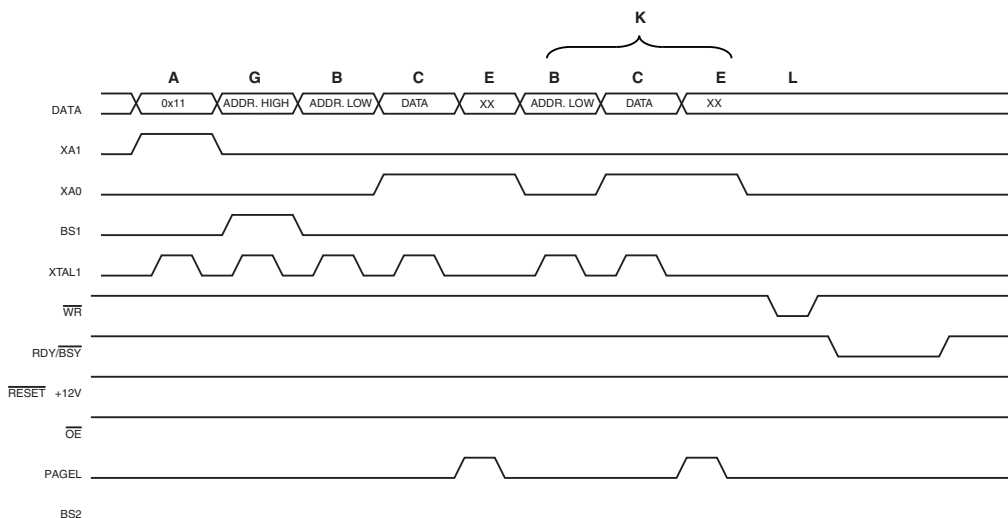 K
A G B C E B C E L
DATA 0x11 ADDR. HIGH ADDR. LOW DATA XX ADDR. LOW DATA XX
XA1
XA0
BS1
XTAL1
WR
RDY/BSY
RESET +12V
OE
PAGEL
BS2